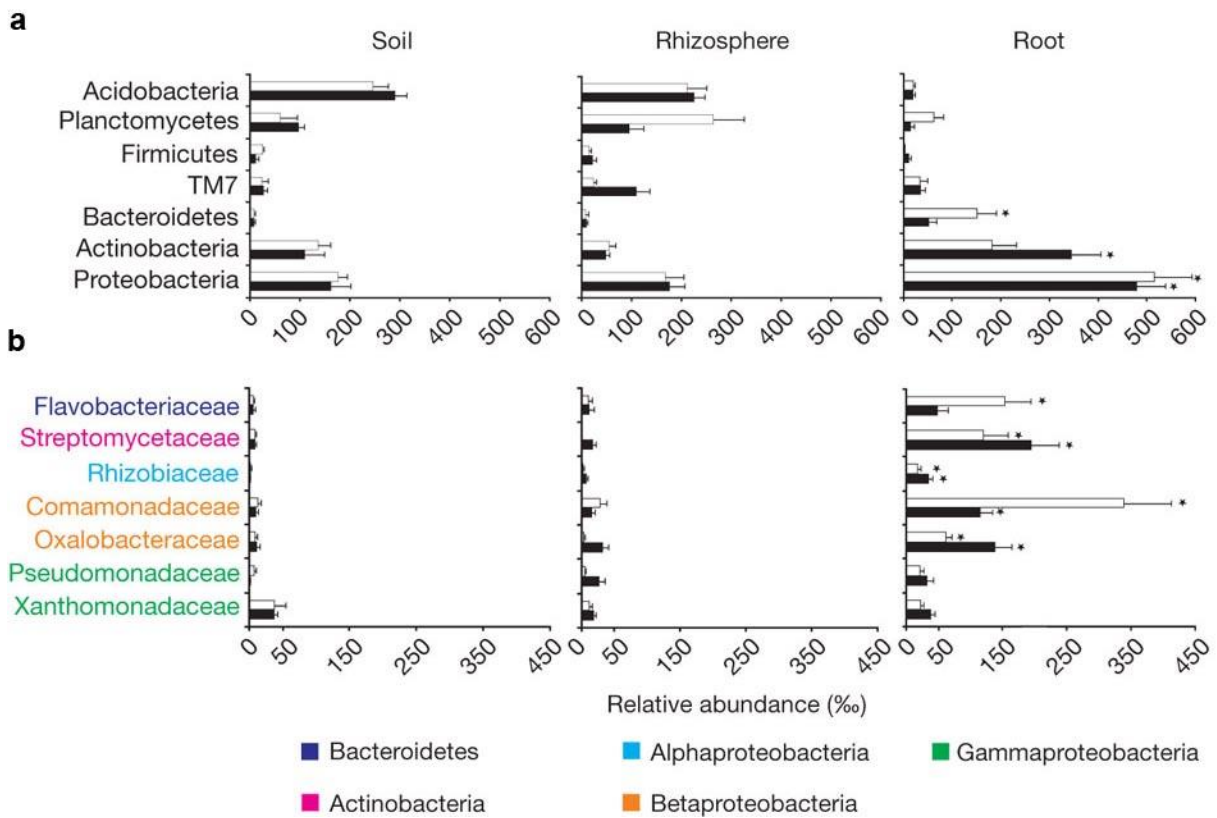 a
Soil Rhizosphere Root
Acidobacteria
Planctomycetes
Firmicutes
TM7
Bacteroidetes
Actinobacteria
Proteobacteria
0 100 200 300 400 500 600 0 100 200 300 400 500 600 0 100 200 300 400 500 600
b
Flavobacteriaceae
Streptomycetaceae
Rhizobiaceae
Comamonadaceae
Oxalobacteraceae
Pseudomonadaceae
Xanthomonadaceae
0 50 150 250 350 450 0 50 150 250 350 450 0 50 150 250 350 450
Relative abundance (‰)
Bacteroidetes Alphaproteobacteria Gammaproteobacteria
Actinobacteria Betaproteobacteria